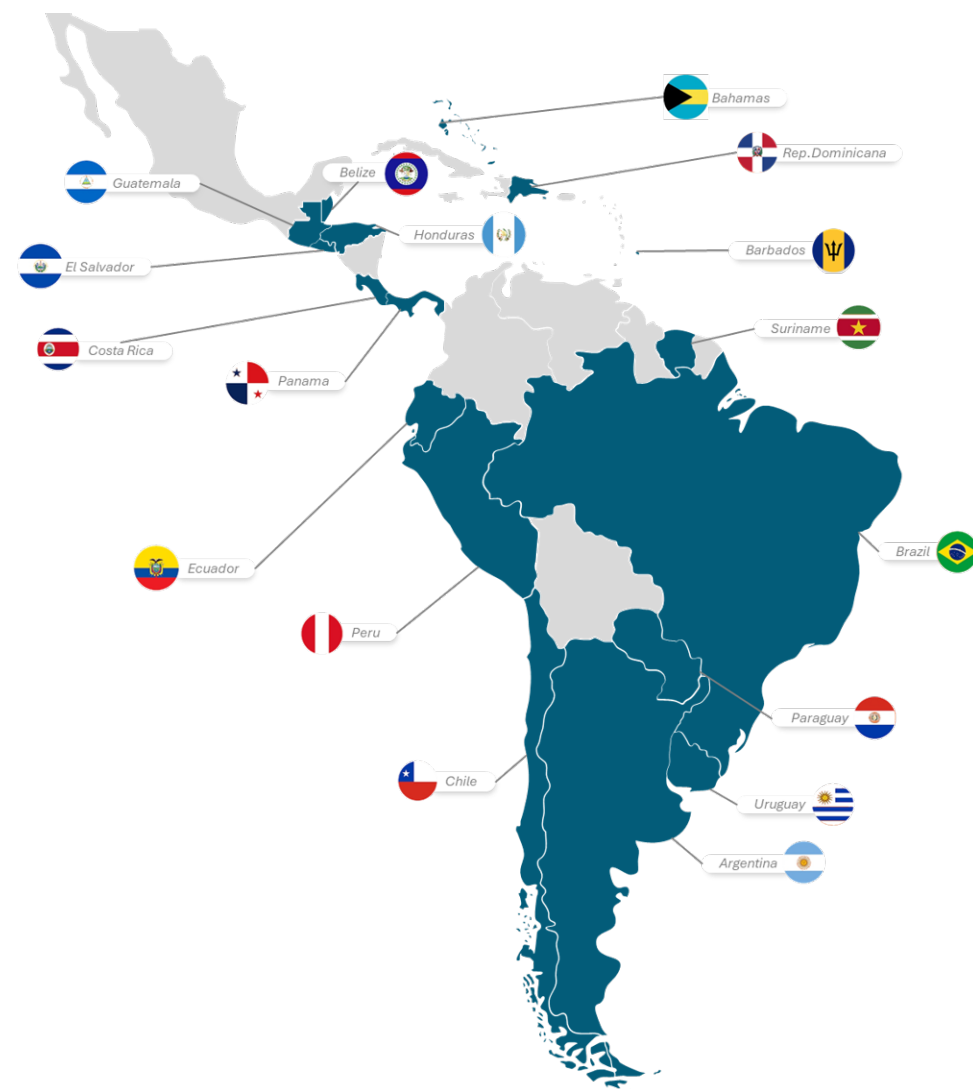 Bahamas
Rep.Dominicana
Belize
Guatemala
Honduras
Barbados
El Salvador
Suriname
Costa Rica
Panama
Brazil
Ecuador
Peru
Paraguay
Chile
Uruguay
Argentina